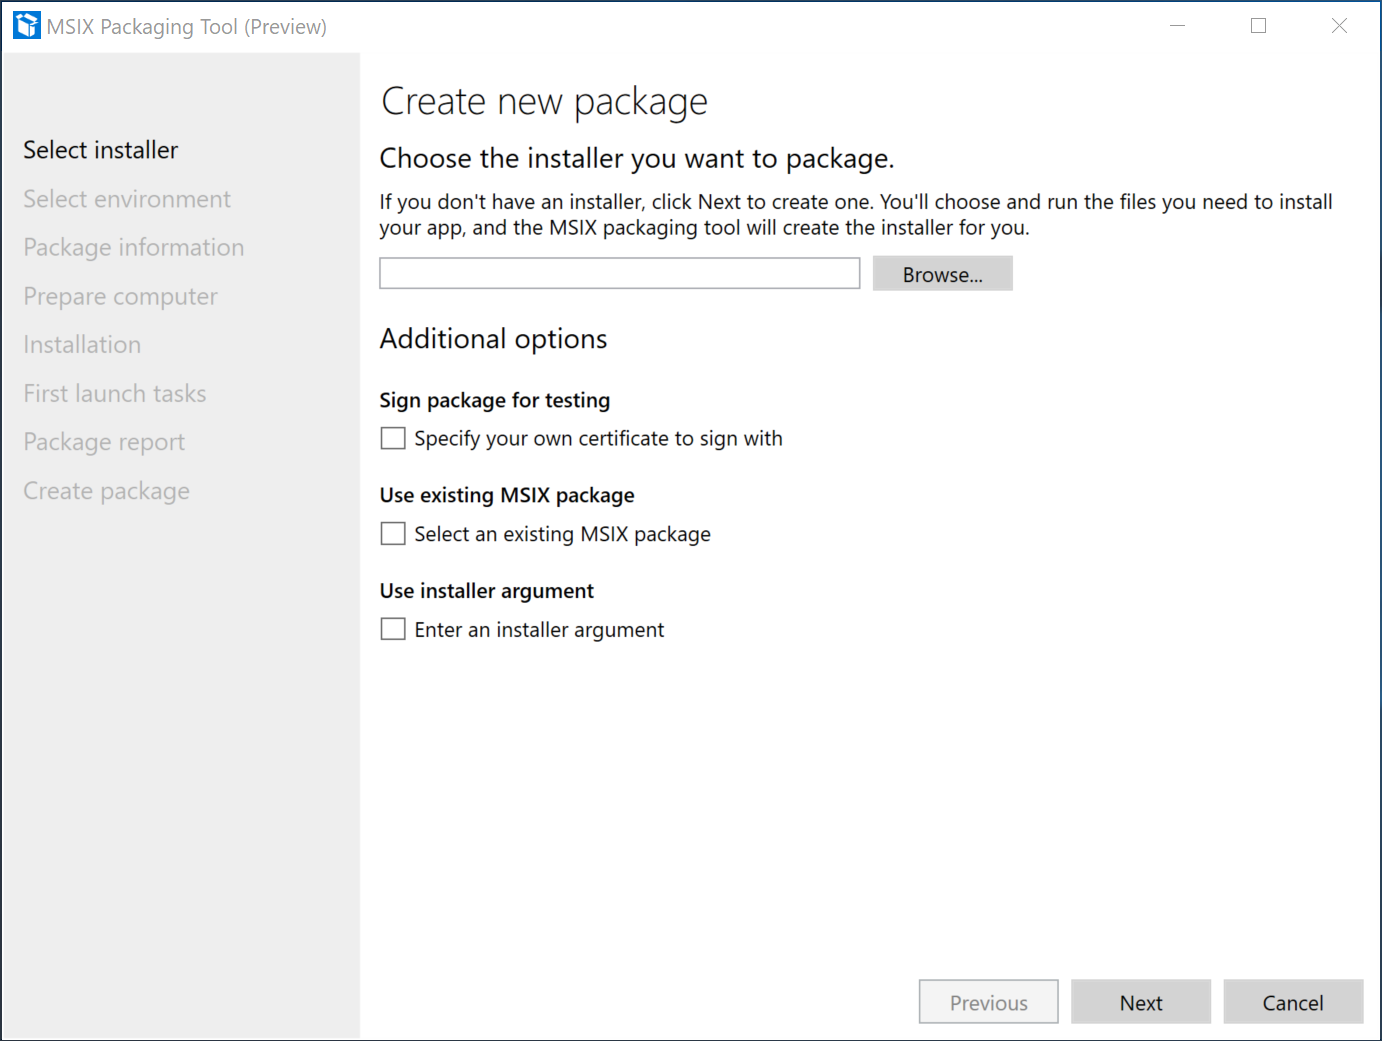 MSIX Packaging Tool (Preview)
Select installer
Select environment
Package information
Prepare computer
Installation
First launch tasks
Package report
Create package
Create new package
Choose the installer you want to package.
If you don't have an installer, click Next to create one. You'll choose and run the files you need to install
your app, and the MSIX packaging tool will create the installer for you.
Browse...
Additional options
Sign package for testing
Specify your own certificate to sign with
Use existing MSIX package
Select an existing MSIX package
Use installer argument
Enter an installer argument
Previous
Next
Cancel